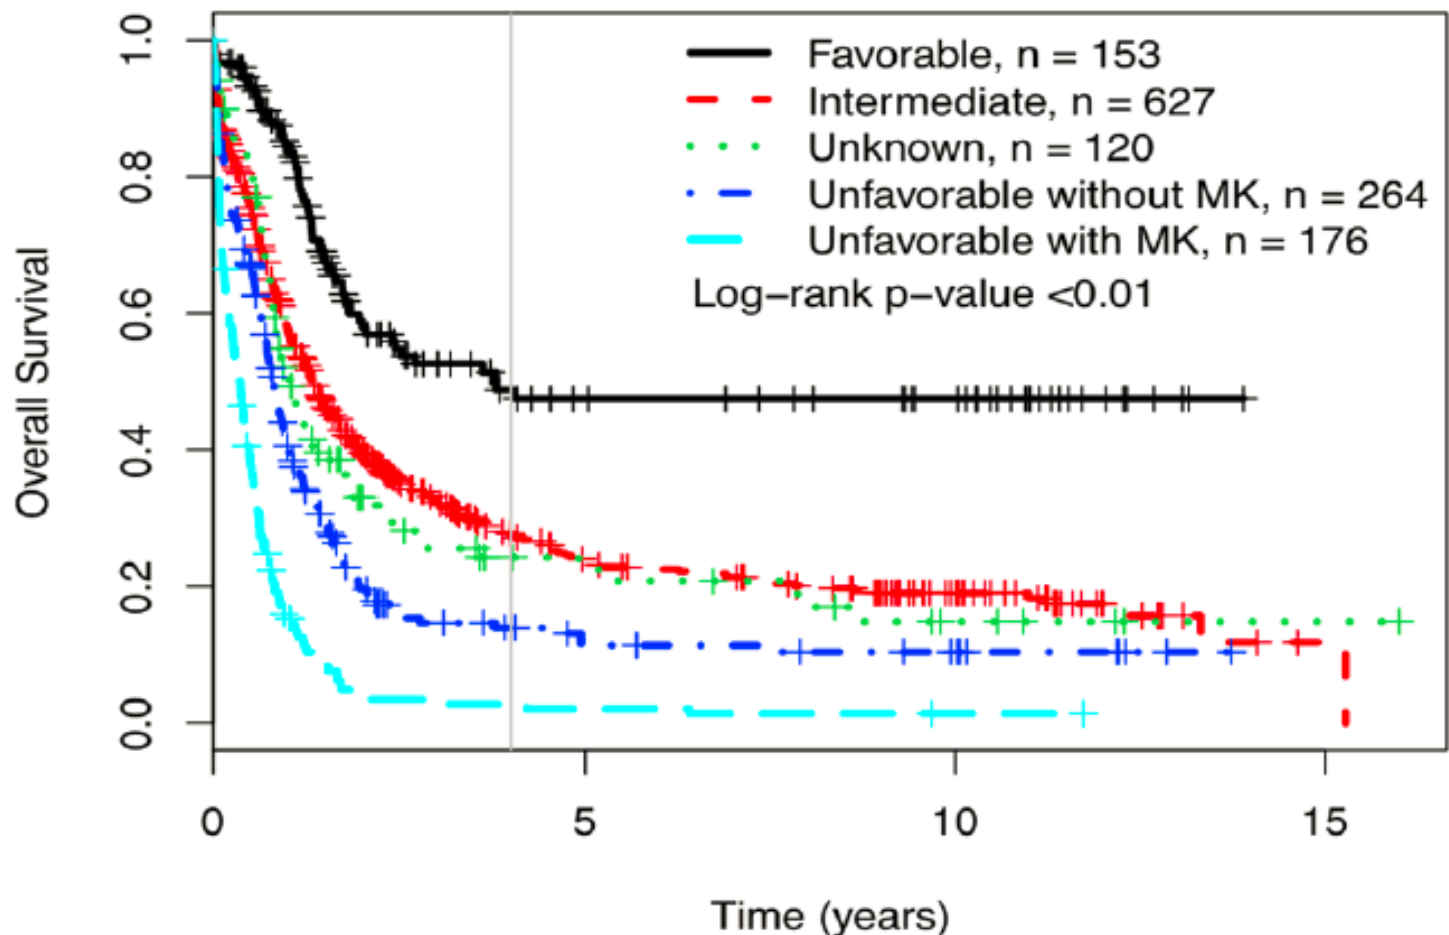 Favorable, n = 153
Intermediate, n = 627
Unknown, n = 120
Unfavorable without MK, n = 264
Unfavorable with MK, n = 176
Log-rank p-value <0.01
Overall Survival
1.0
0.8
0.6
0.4
0.2
0.0
0 5 10 15
Time (years)